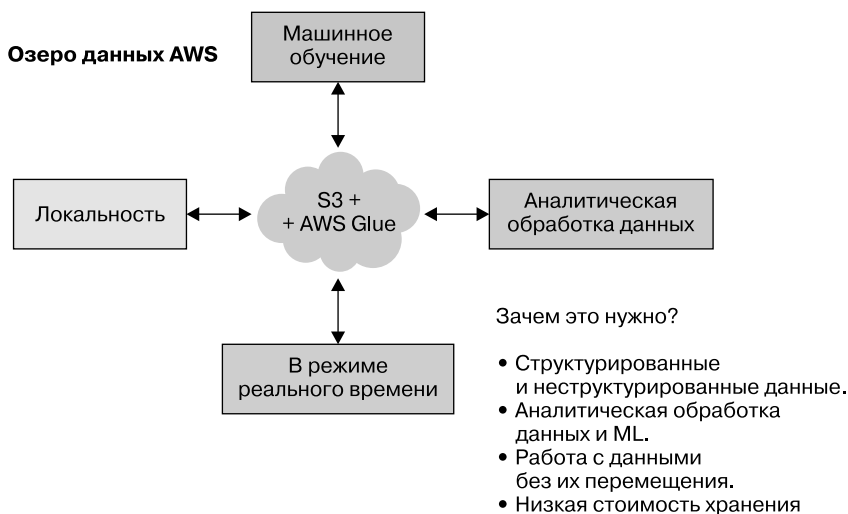 Озеро данных AWS
Машинное
обучение
Локальность
S3 +
+ AWS Glue
Аналитическая
обработка данных
В режиме
реального времени
Зачем это нужно?
• Структурированные
и неструктурированные данные.
• Аналитическая обработка
данных и ML.
• Работа с данными
без их перемещения.
• Низкая стоимость хранения